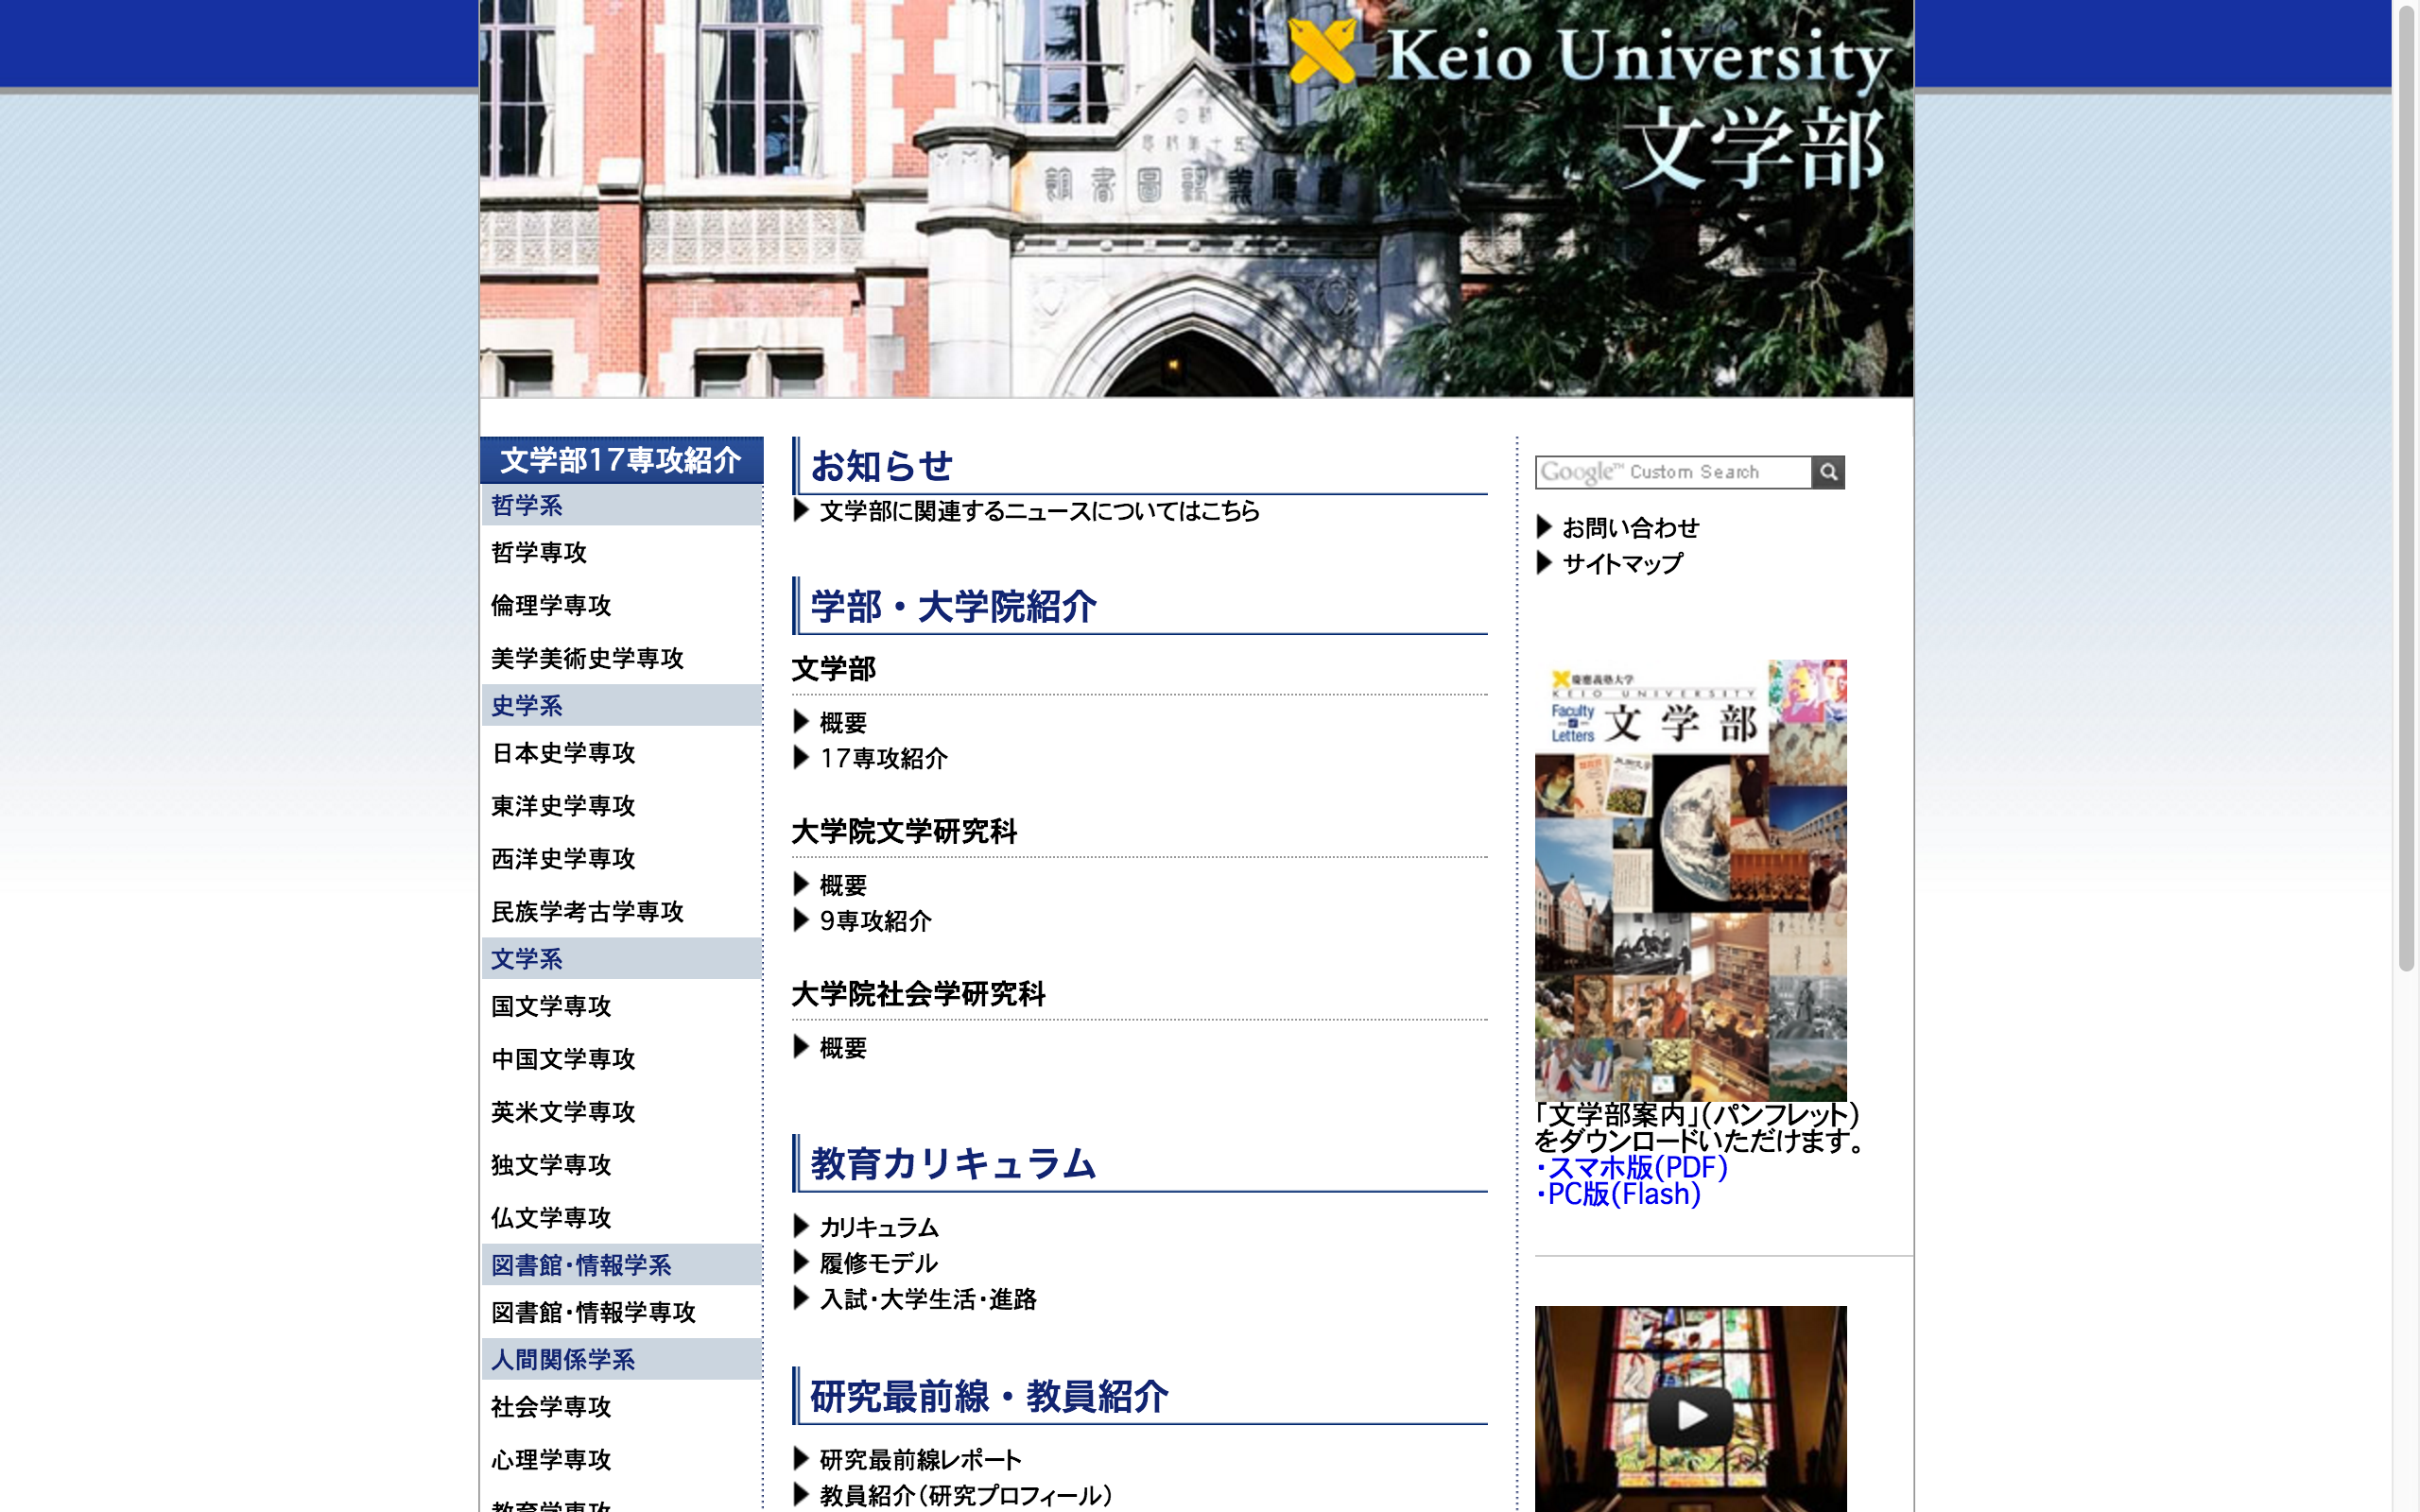 Keio University
文学部
文学部17専攻紹介
哲学系
哲学専攻
倫理学専攻
美学美術史学専攻
史学系
日本史学専攻
東洋史学専攻
西洋史学専攻
民族学考古学専攻
文学系
国文学専攻
中国文学専攻
英米文学専攻
独文学専攻
仏文学専攻
図書館・情報学系
図書館・情報学専攻
人間関係学系
社会学専攻
心理学専攻
教育学専攻
お知らせ
文学部に関連するニュースについてはこちら
学部・大学院紹介
文学部
概要
17専攻紹介
大学院文学研究科
概要
9専攻紹介
大学院社会学研究科
概要
教育カリキュラム
カリキュラム
履修モデル
入試・大学生活・進路
研究最前線・教員紹介
研究最前線レポート
教員紹介（研究プロフィール）
Google™ Custom Search
お問い合わせ
サイトマップ
慶應義塾大学
KEIO UNIVERSITY
Faculty of Letters 文学部
「文学部案内」(パンフレット)
をダウンロードいただけます。
・スマホ版(PDF)
・PC版(Flash)